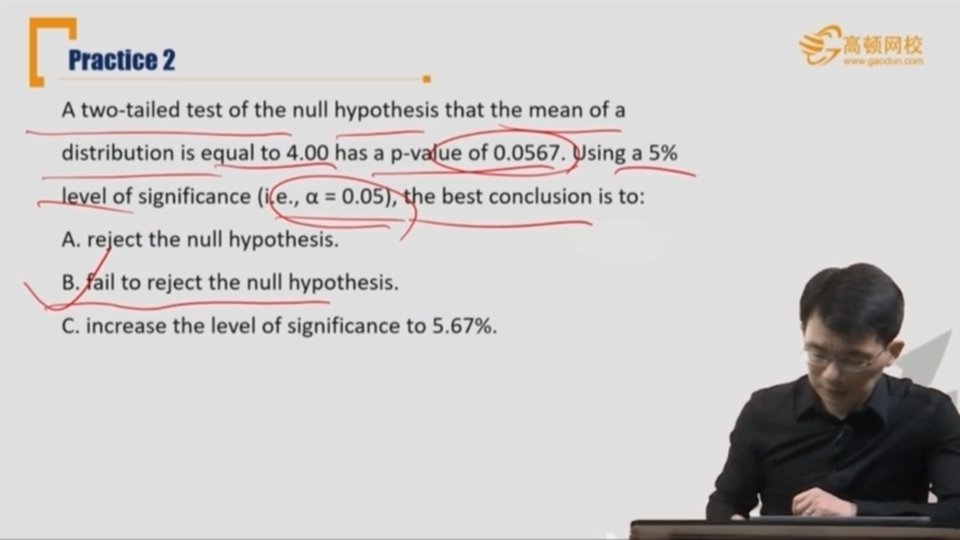 Practice 2
高顿网校
www.gaodun.com
A two-tailed test of the null hypothesis that the mean of a
distribution is equal to 4.00 has a p-value of 0.0567. Using a 5%
level of significance (i.e., α = 0.05), the best conclusion is to:
A. reject the null hypothesis.
B. fail to reject the null hypothesis.
C. increase the level of significance to 5.67%.